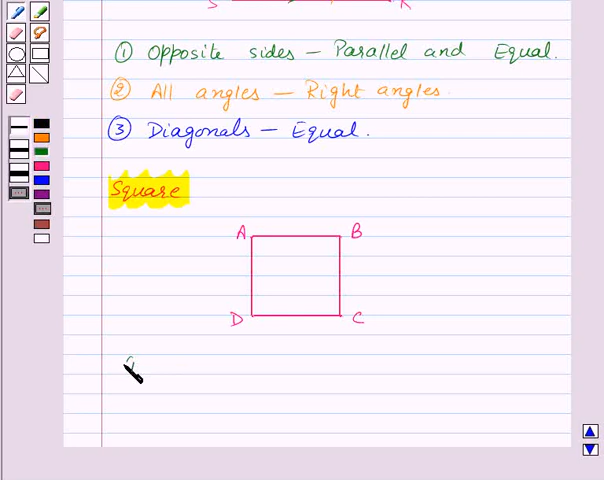 S R
① Opposite sides – Parallel and Equal.
② All angles – Right angles.
③ Diagonals – Equal.
Square
A B
D C